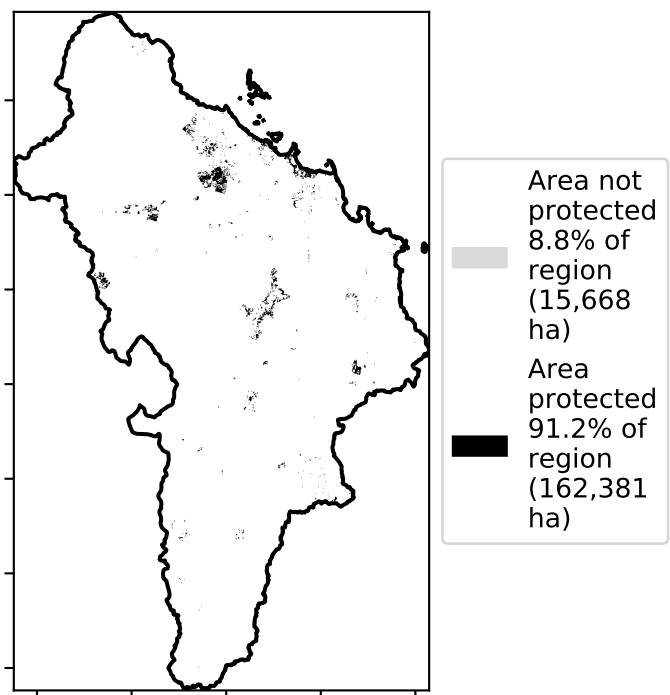 Area not
protected
8.8% of
region
(15,668
ha)
Area
protected
91.2% of
region
(162,381
ha)